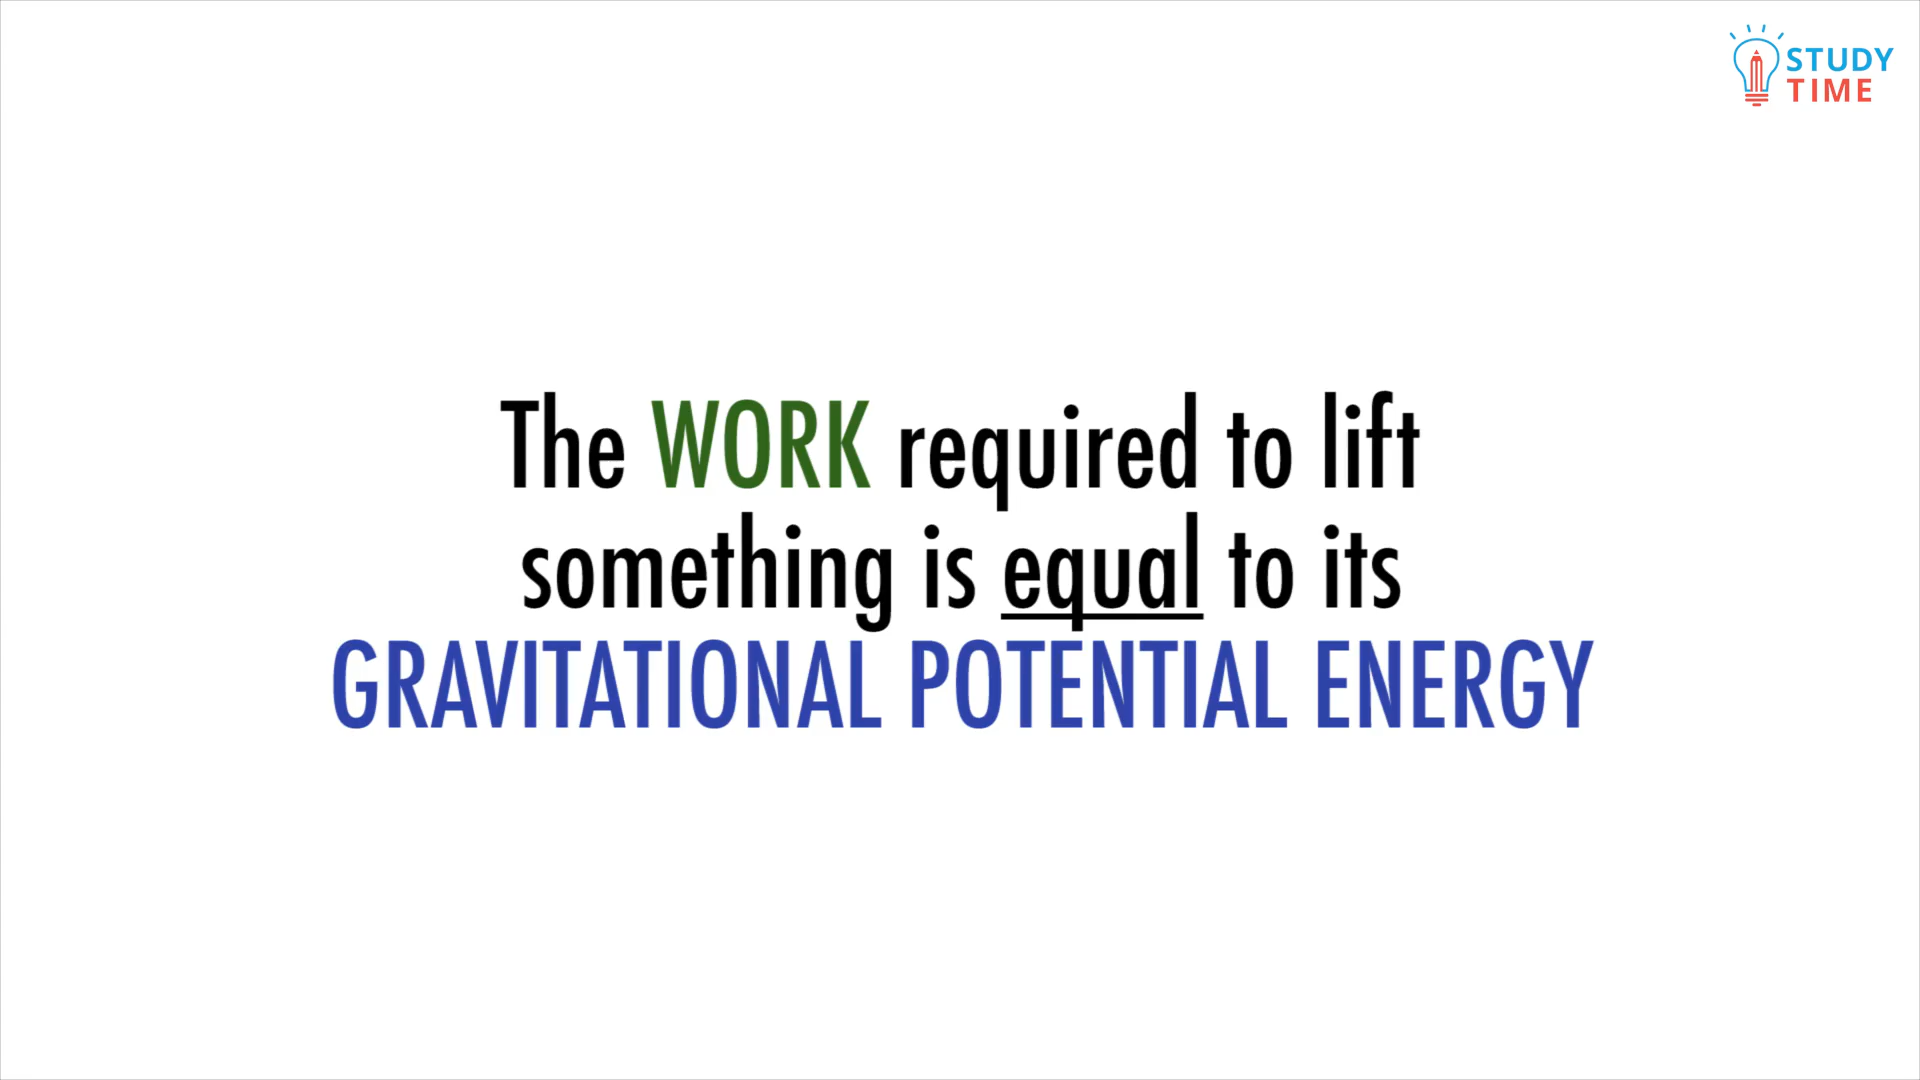 STUDY
TIME
The WORK required to lift
something is equal to its
GRAVITATIONAL POTENTIAL ENERGY